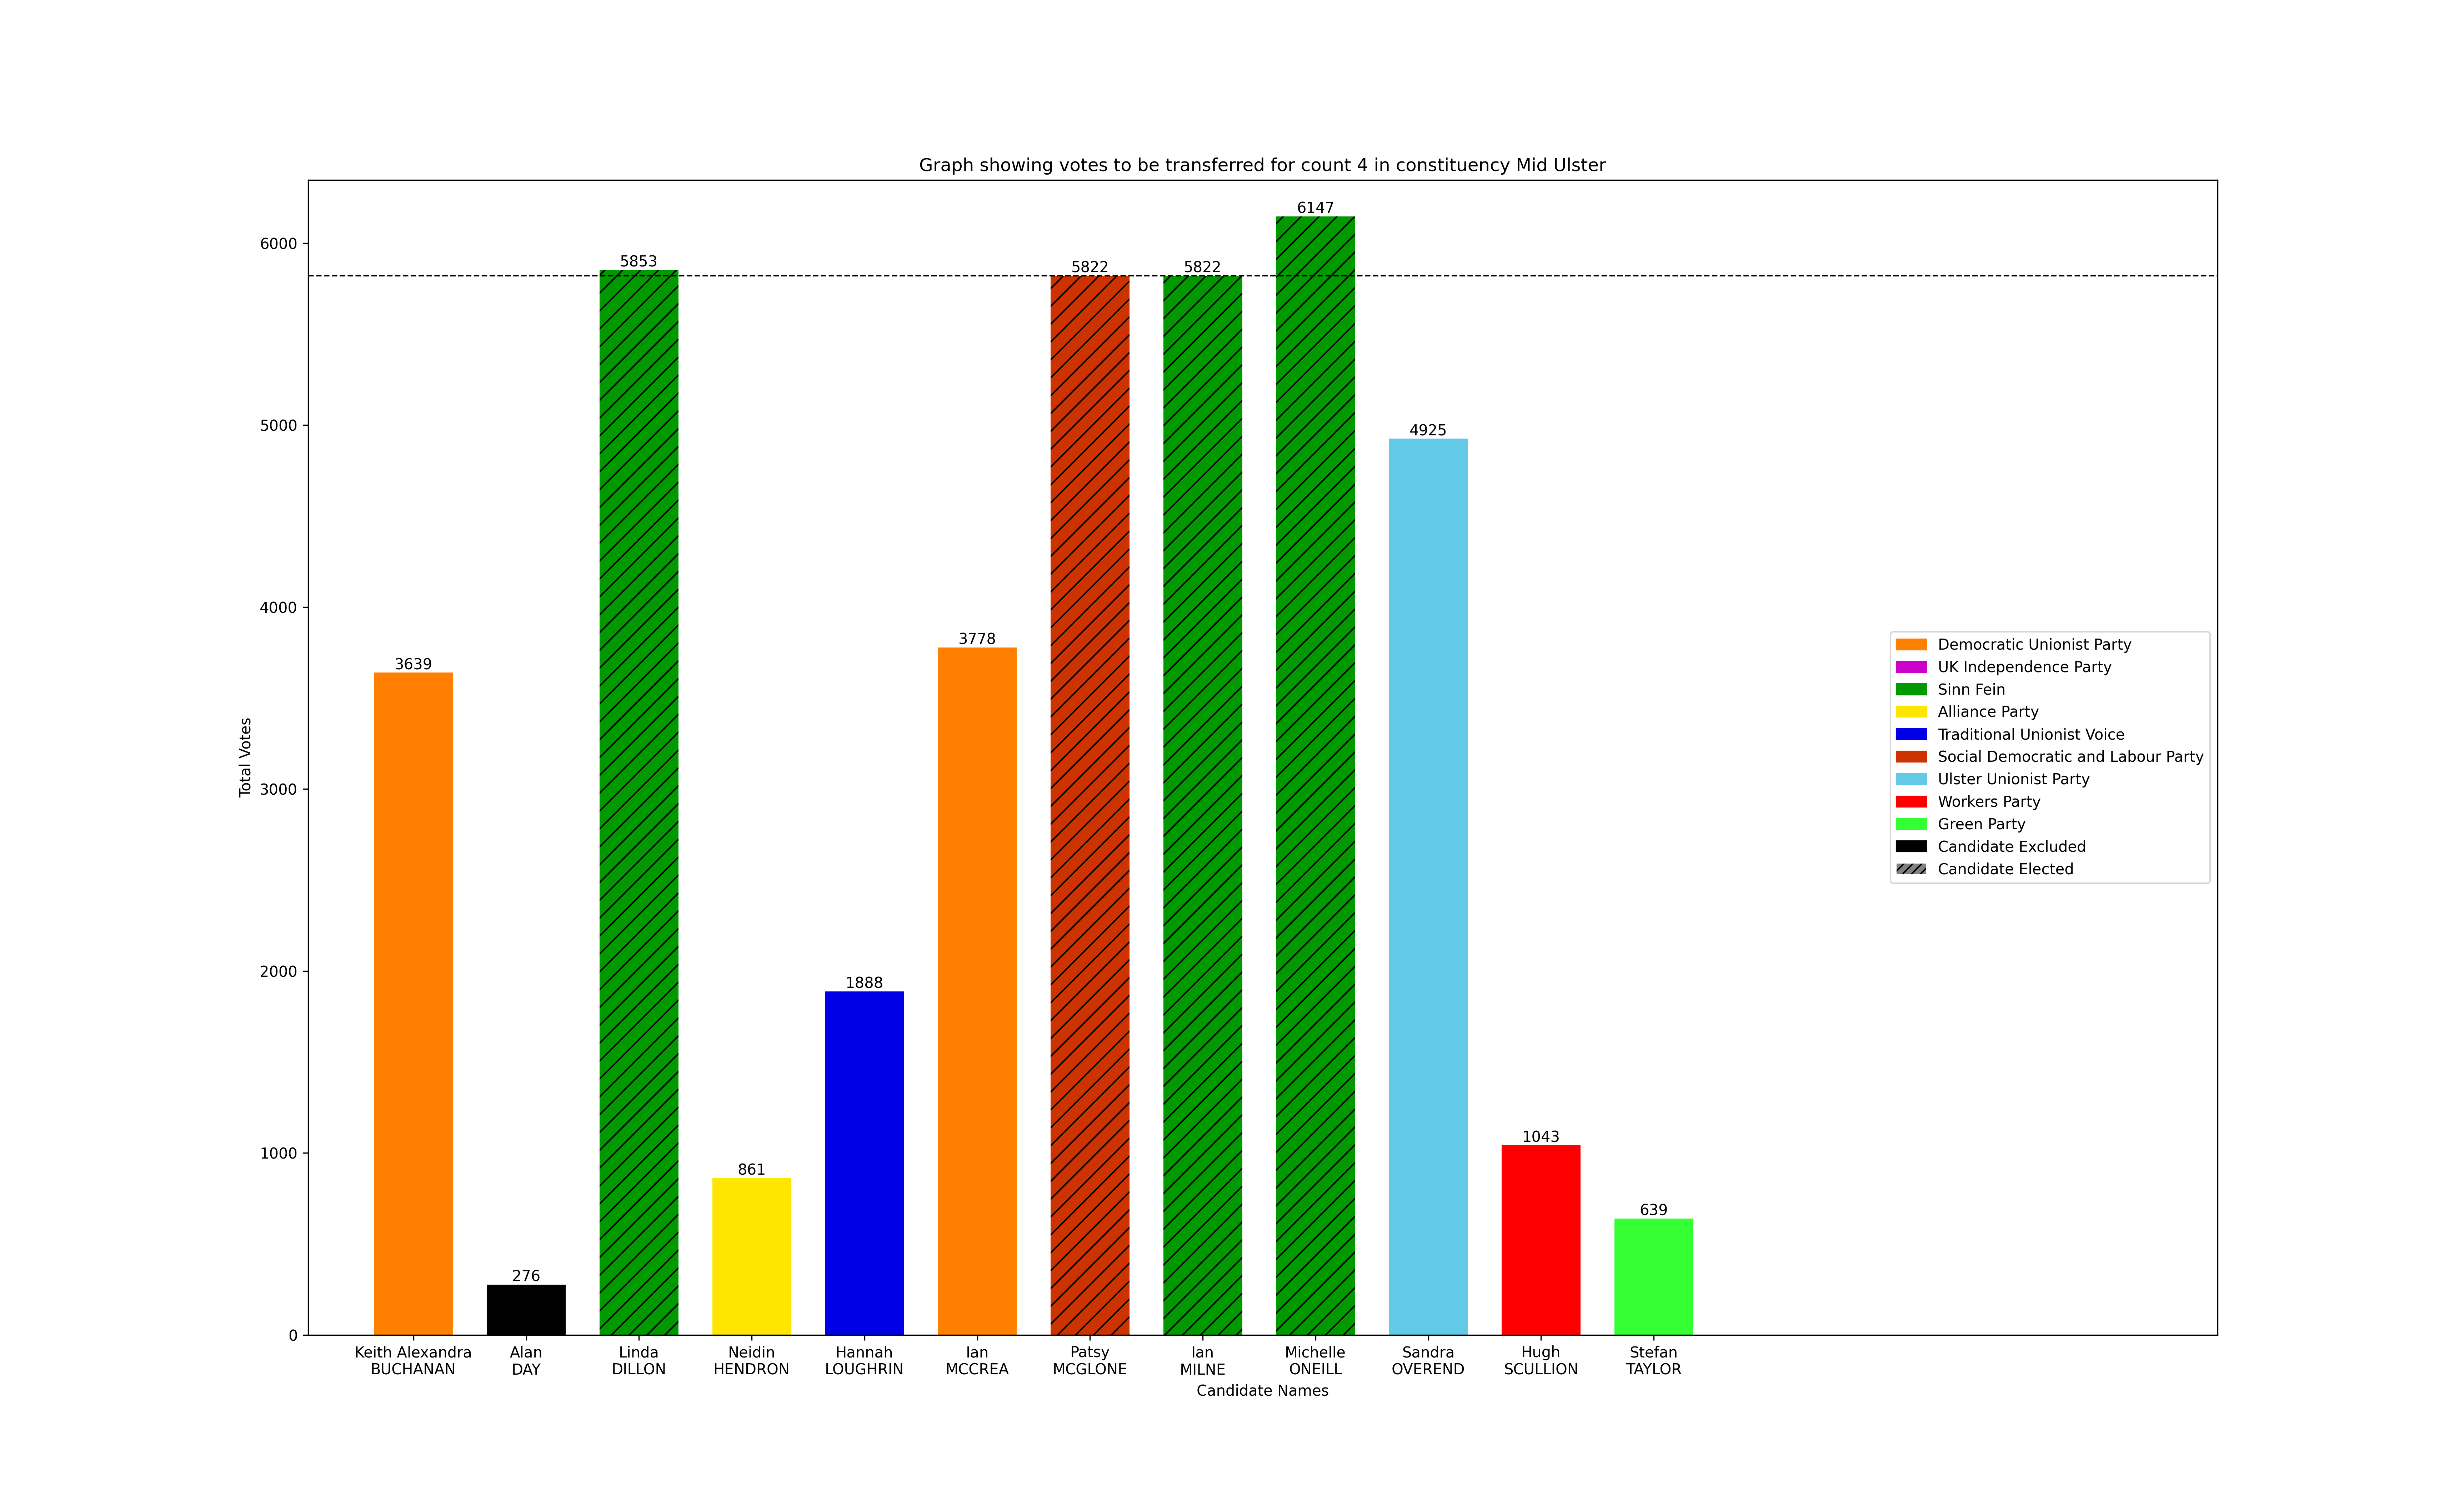 Graph showing votes to be transferred for count 4 in constituency Mid Ulster
Total Votes
6000
5000
4000
3000
2000
1000
0
3639
276
5853
861
1888
3778
5822
5822
6147
4925
1043
639
Democratic Unionist Party
UK Independence Party
Sinn Fein
Alliance Party
Traditional Unionist Voice
Social Democratic and Labour Party
Ulster Unionist Party
Workers Party
Green Party
Candidate Excluded
Candidate Elected
Keith Alexandra
BUCHANAN
Alan
DAY
Linda
DILLON
Neidin
HENDRON
Hannah
LOUGHRIN
Ian
MCCREA
Patsy
MCGLONE
Ian
MILNE
Michelle
ONEILL
Sandra
OVEREND
Hugh
SCULLION
Stefan
TAYLOR
Candidate Names